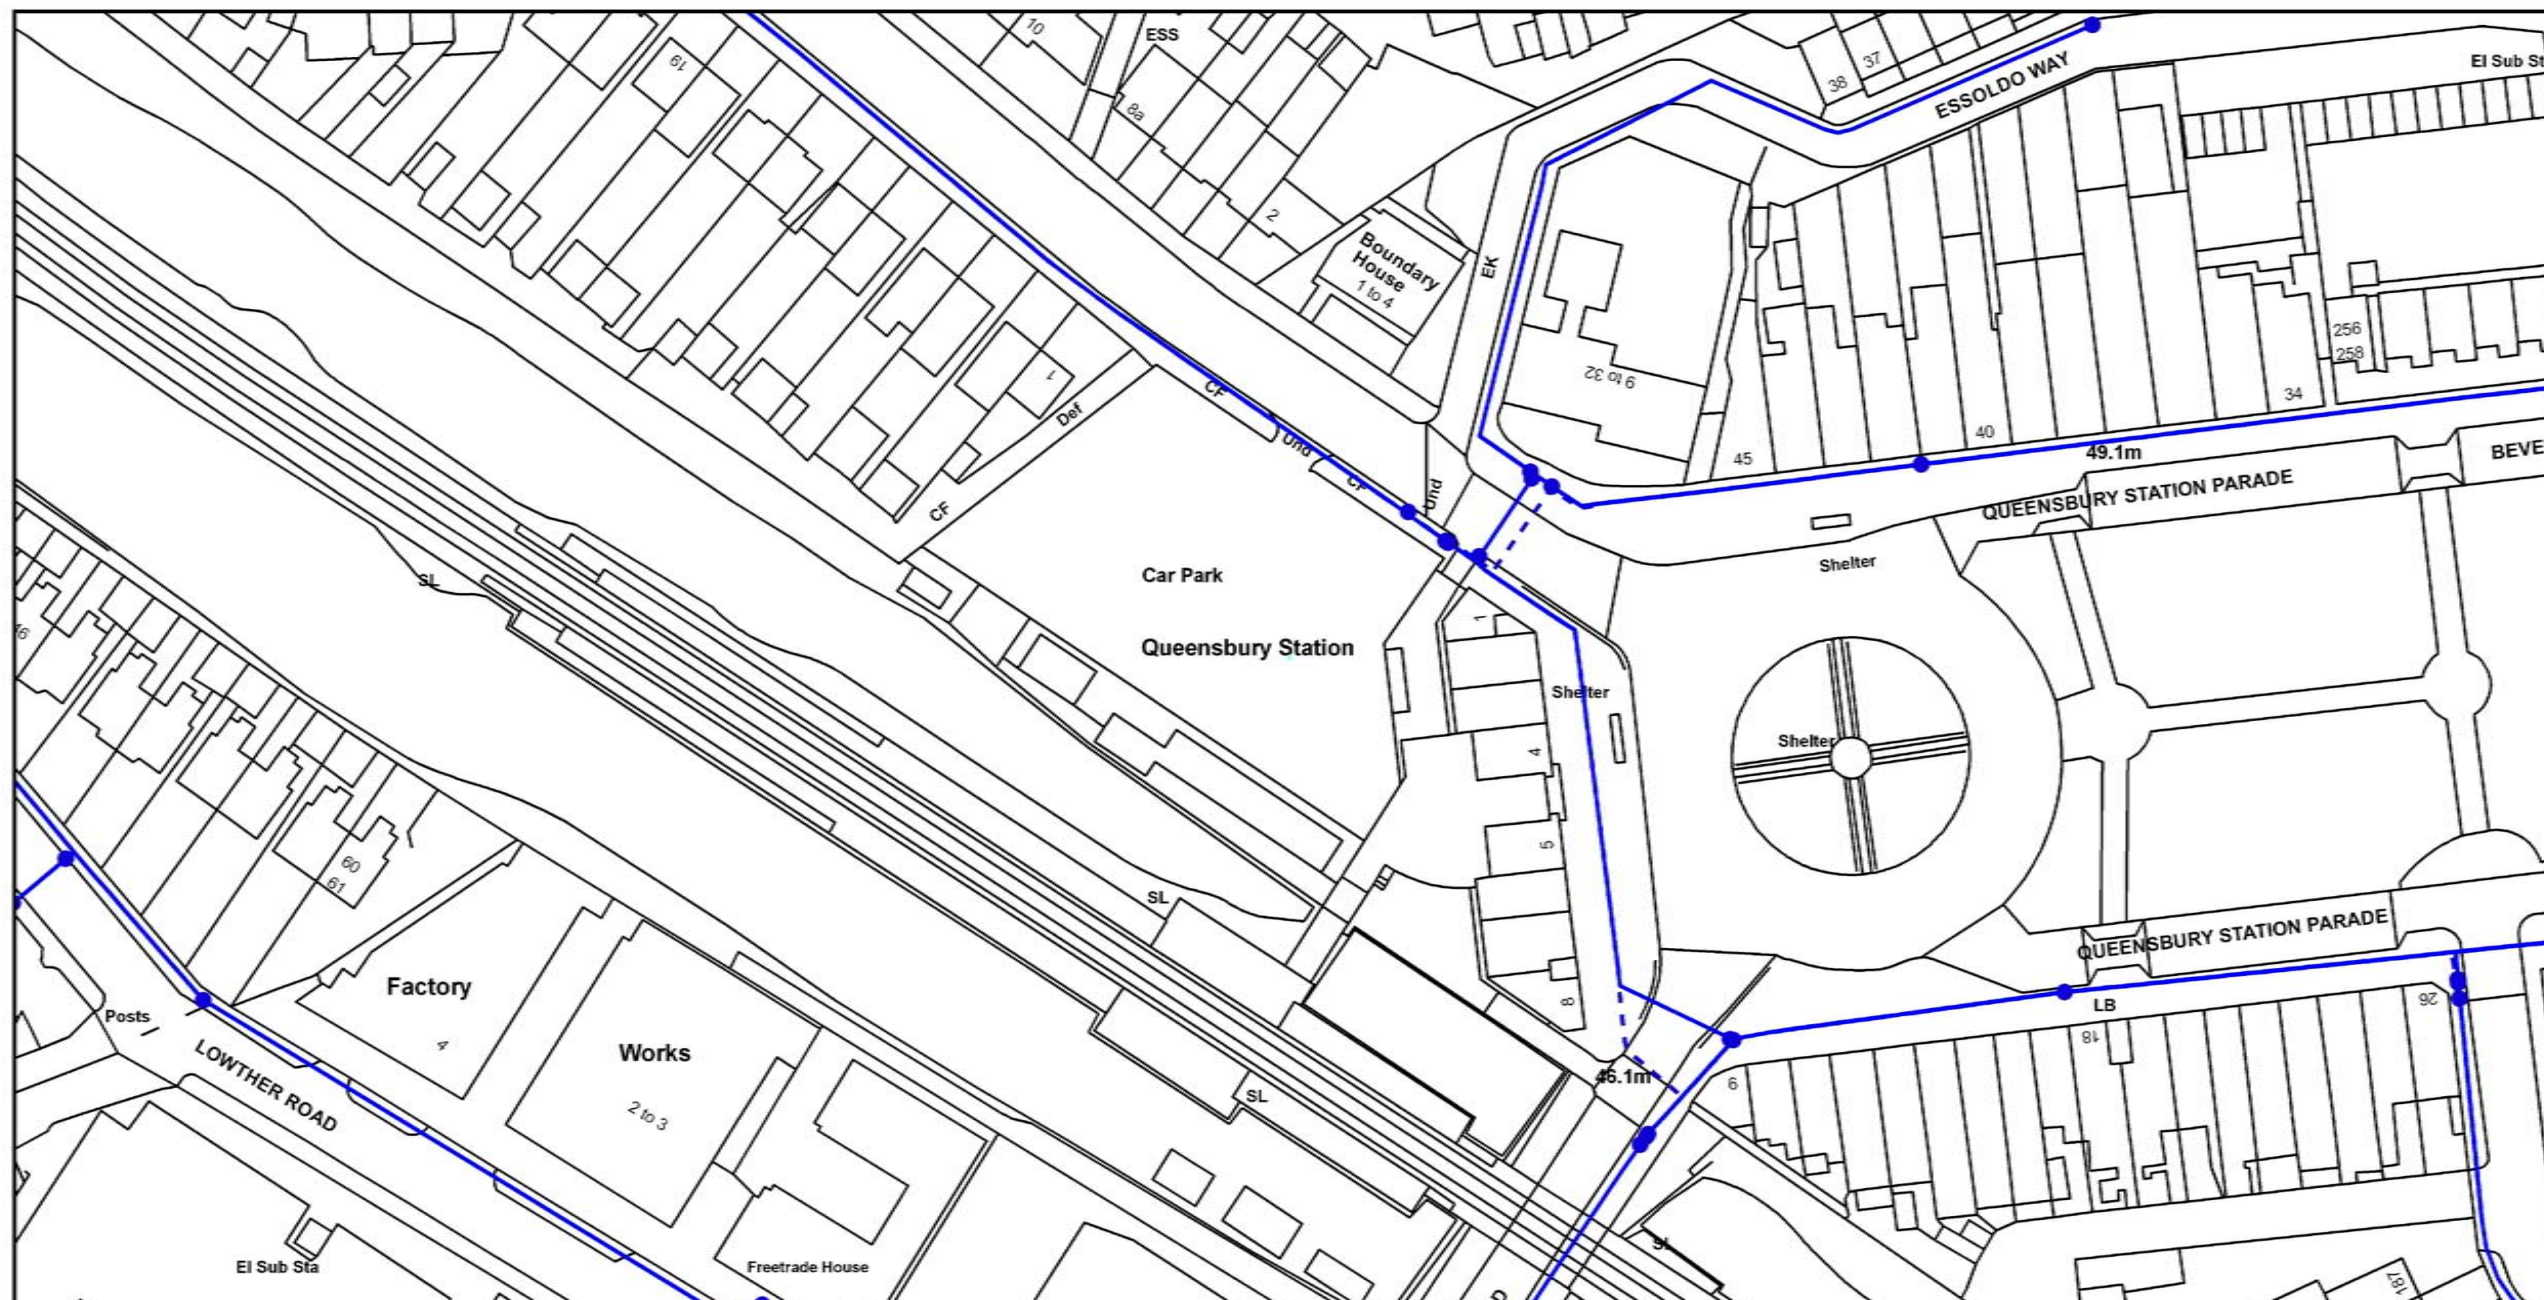 10
ESS
19
37
38
ESSOLDO WAY
El Sub St
8a
2
Boundary
House
1 to 4
EK
256
258
9 to 32
34
1
CF
Def
40
45
49.1m
BEVE
Und
CF
Und
QUEENSBURY STATION PARADE
CF
Shelter
Car Park
SL
46
1
Queensbury Station
Shelter
Shelter
4
5
60
61
SL
QUEENSBURY STATION PARADE
Factory
26
8
LB
Posts
18
4
Works
46.1m
9
LOWTHER ROAD
SL
2 to 3
SL
El Sub Sta
Freetrade House
187